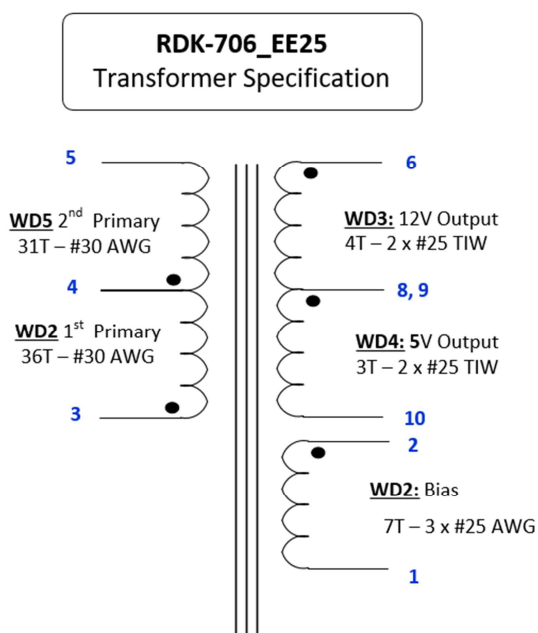 RDK-706_EE25
Transformer Specification
5
6
WD5 2nd Primary
31T – #30 AWG
WD3: 12V Output
4T – 2 x #25 TIW
4
8, 9
WD2 1st Primary
36T – #30 AWG
WD4: 5V Output
3T – 2 x #25 TIW
3
10
2
WD2: Bias
7T – 3 x #25 AWG
1